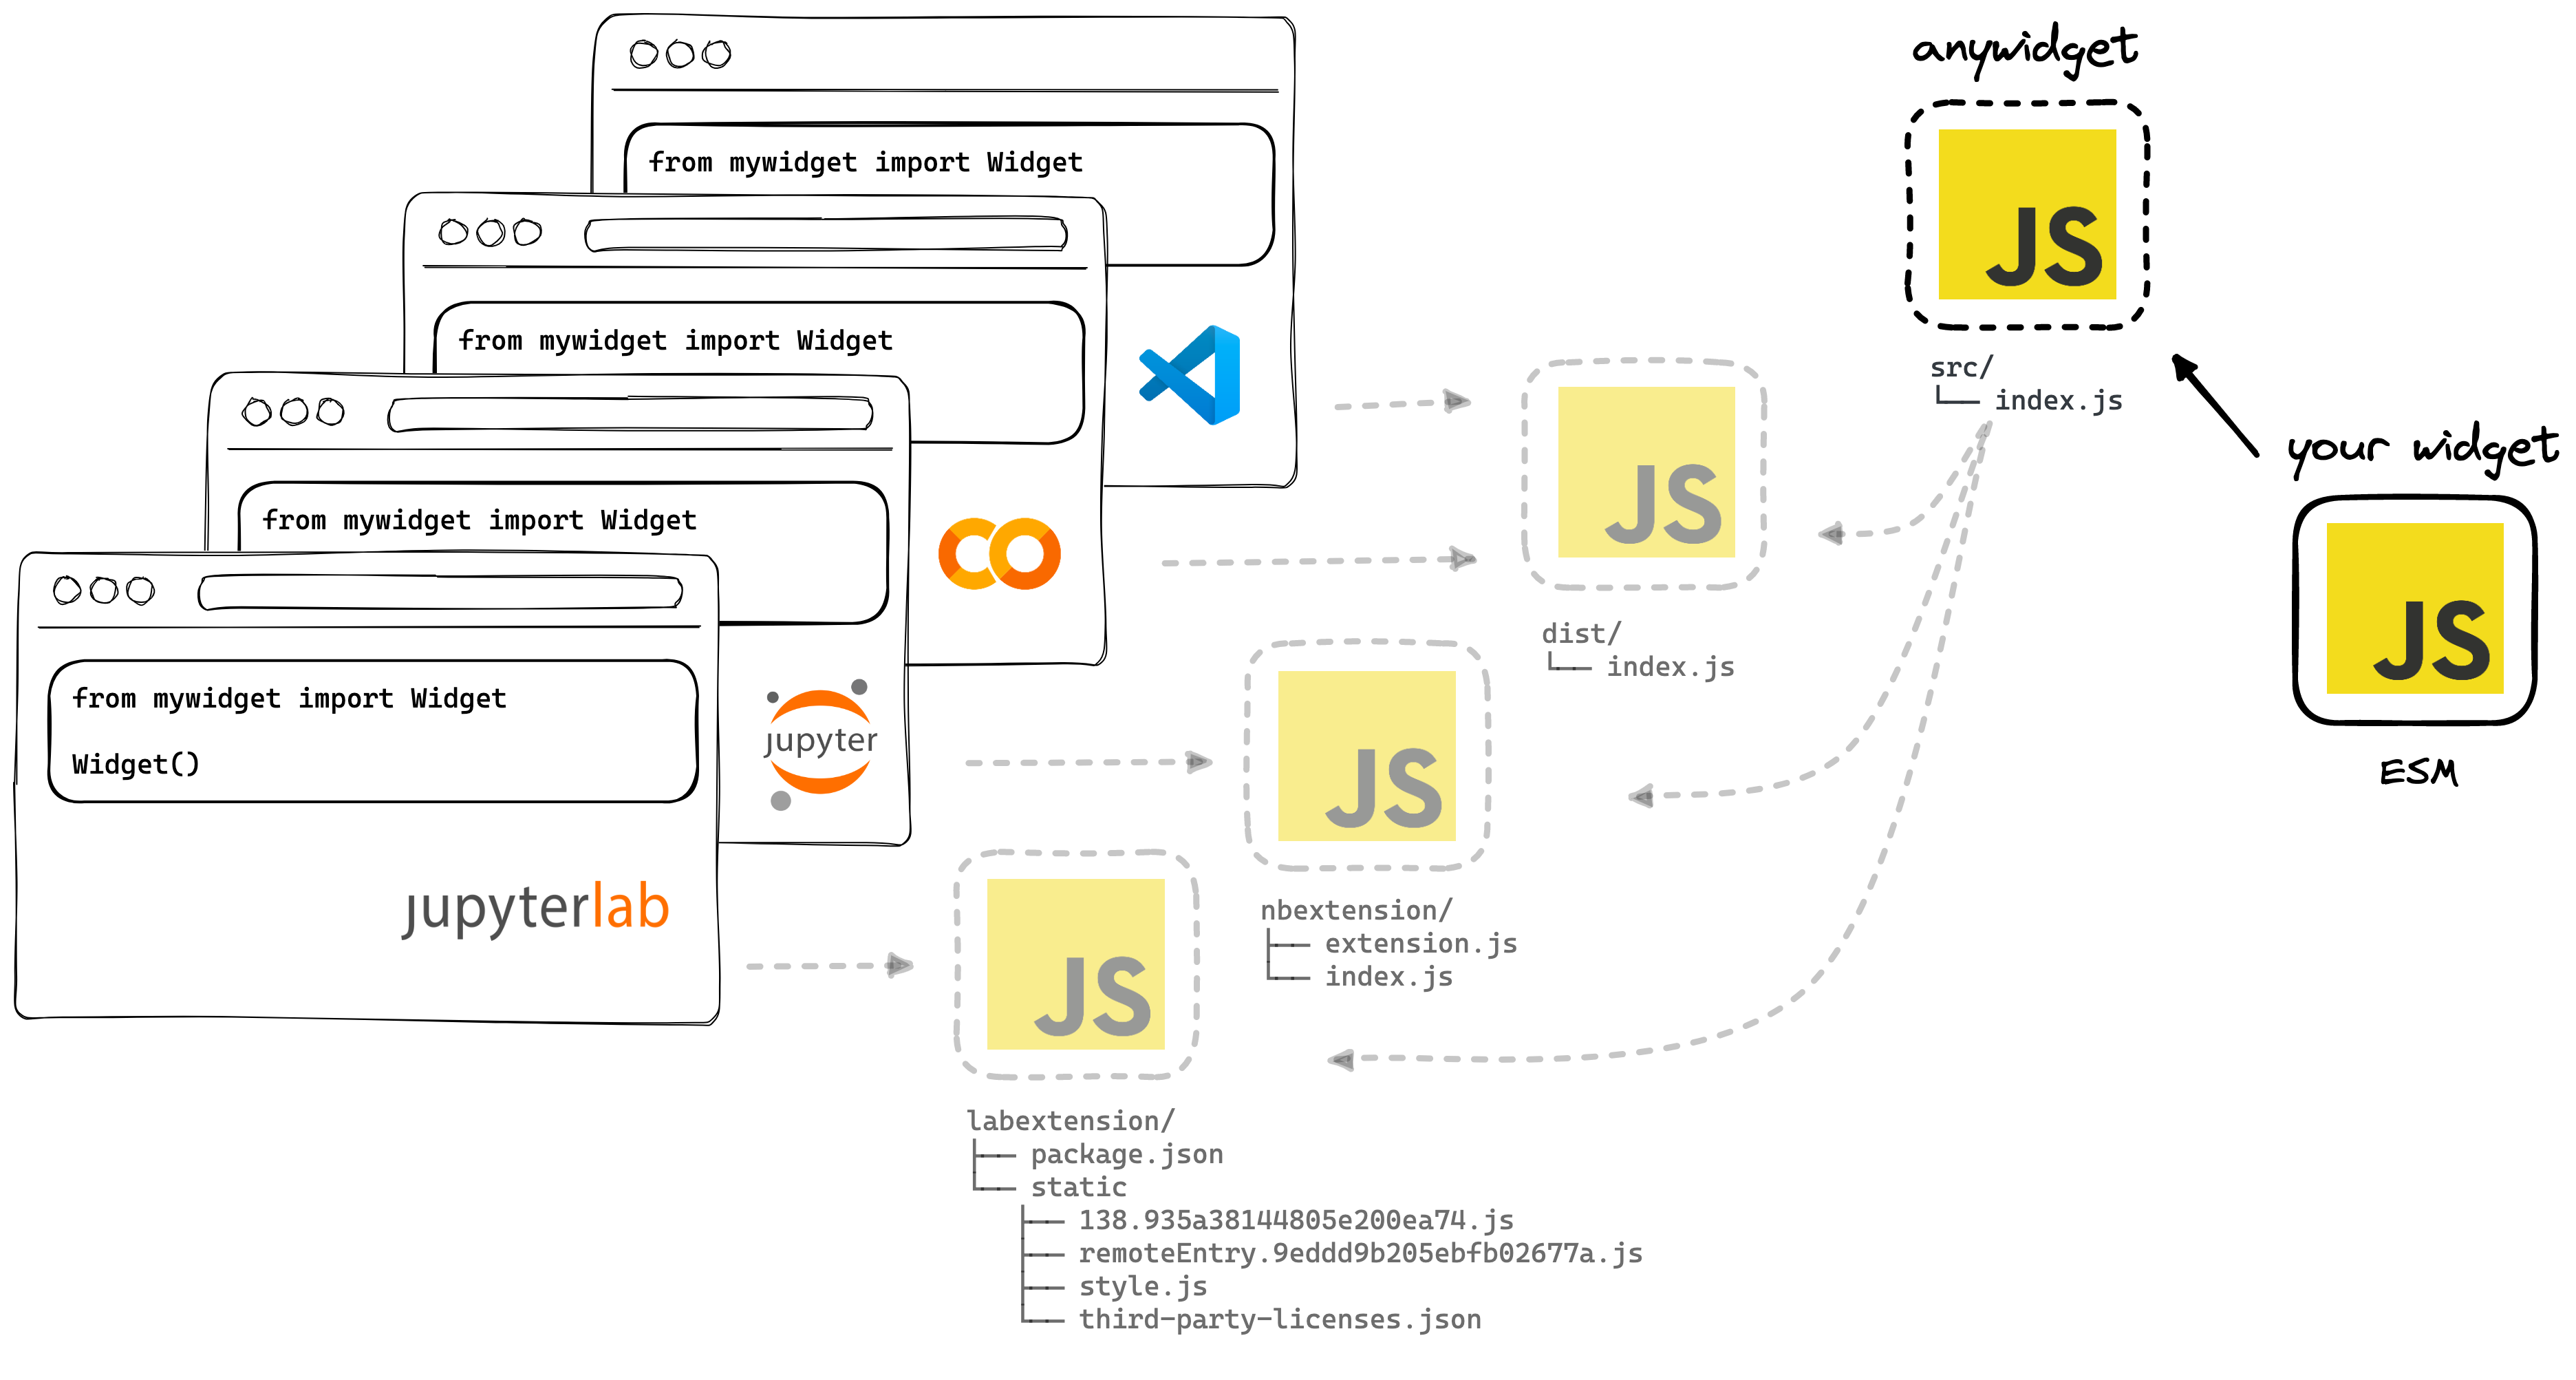 from mywidget import Widget
from mywidget import Widget
from mywidget import Widget
jupyter
from mywidget import Widget
Widget()
jupyterlab
anywidget
JS
src/
└── index.js
your widget
JS
ESM
JS
dist/
└── index.js
JS
nbextension/
├── extension.js
└── index.js
JS
labextension/
├── package.json
└── static
├── 138.935a38144805e200ea74.js
├── remoteEntry.9eddd9b205ebfb02677a.js
├── style.js
└── third-party-licenses.json